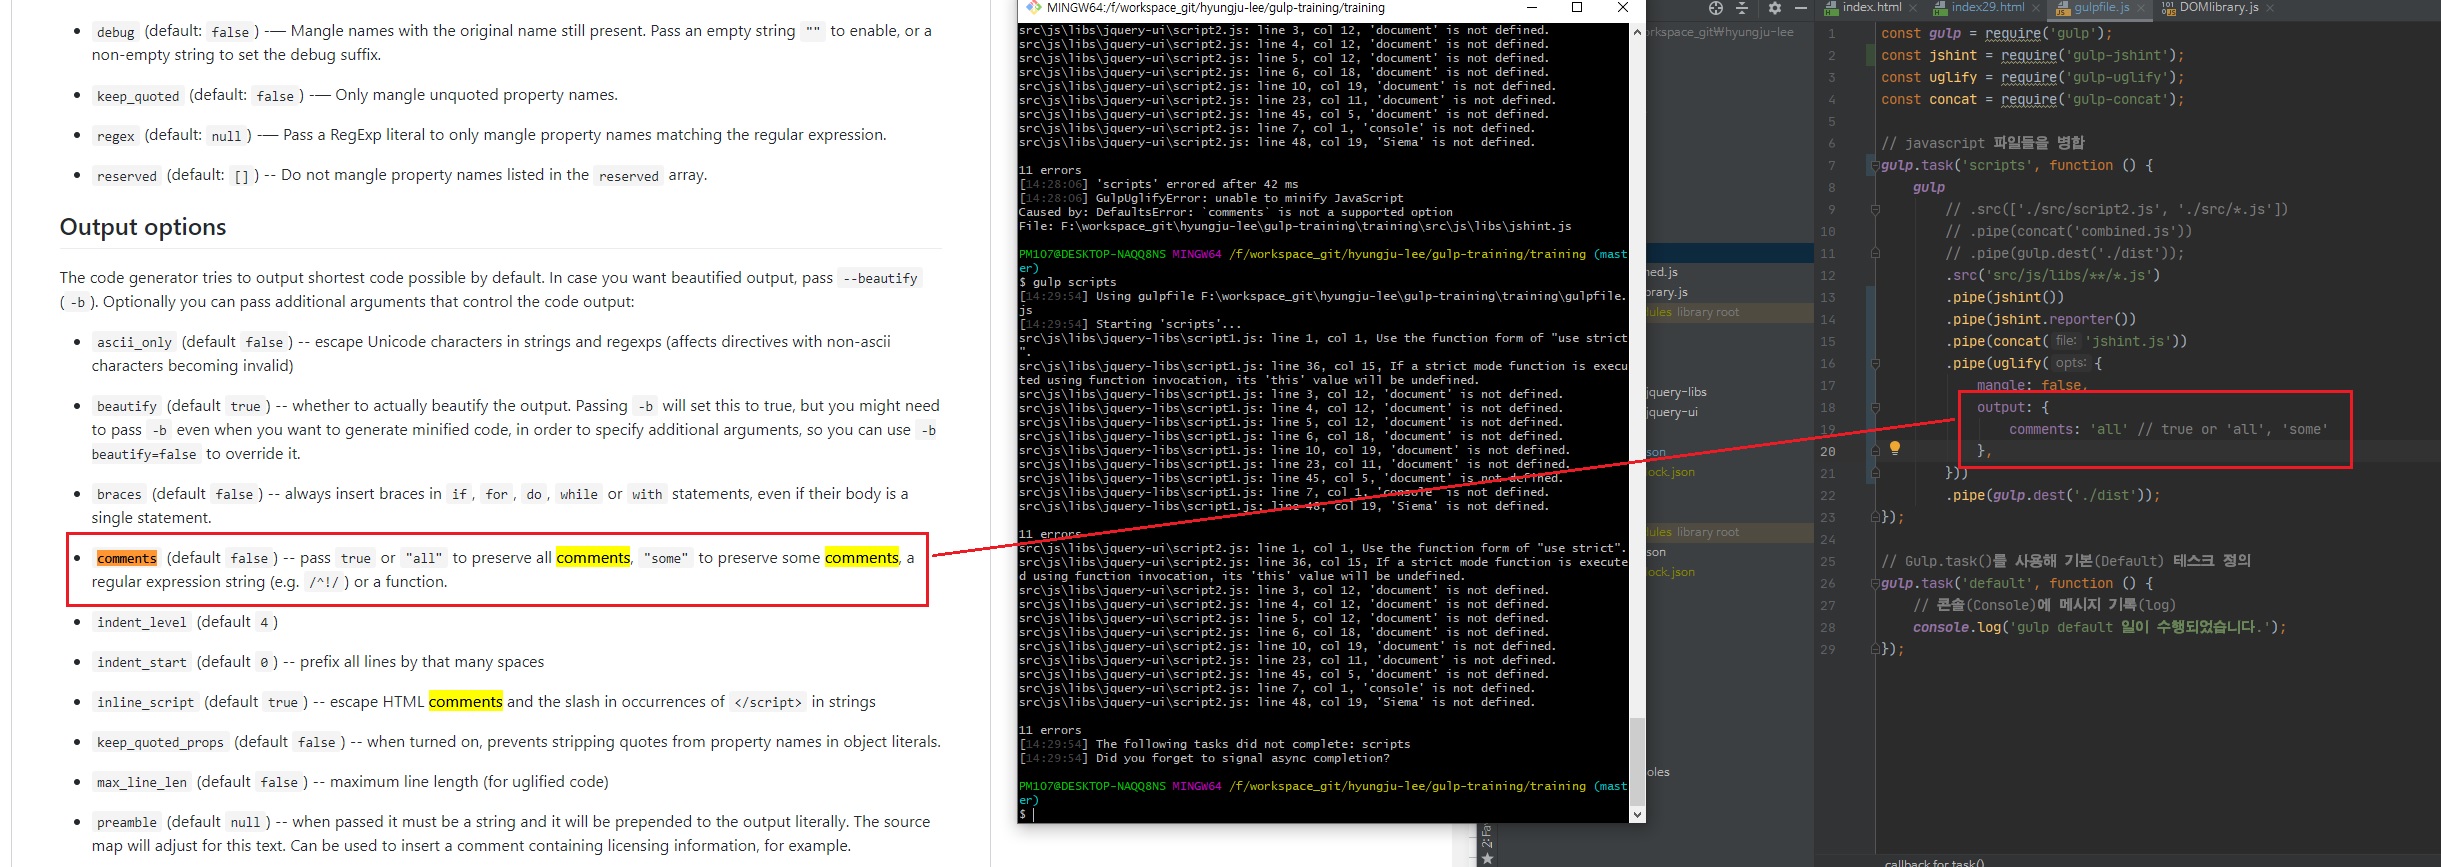 debug (default: false) -— Mangle names with the original name still present. Pass an empty string "" to enable, or a
non-empty string to set the debug suffix.
keep_quoted (default: false) -— Only mangle unquoted property names.
regex (default: null) -— Pass a RegExp literal to only mangle property names matching the regular expression.
reserved (default: []) -- Do not mangle property names listed in the reserved array.
Output options
The code generator tries to output shortest code possible by default. In case you want beautified output, pass --beautify
(-b). Optionally you can pass additional arguments that control the code output:
ascii_only (default false) -- escape Unicode characters in strings and regexps (affects directives with non-ascii
characters becoming invalid)
beautify (default true) -- whether to actually beautify the output. Passing -b will set this to true, but you might need
to pass -b even when you want to generate minified code, in order to specify additional arguments, so you can use -b
beautify=false to override it.
braces (default false) -- always insert braces in if, for, do, while or with statements, even if their body is a
single statement.
comments (default false) -- pass true or "all" to preserve all comments, "some" to preserve some comments, a
regular expression string (e.g. /^!/) or a function.
indent_level (default 4)
indent_start (default 0) -- prefix all lines by that many spaces
inline_script (default true) -- escape HTML comments and the slash in occurrences of </script> in strings
keep_quoted_props (default false) -- when turned on, prevents stripping quotes from property names in object literals.
max_line_len (default false) -- maximum line length (for uglified code)
preamble (default null) -- when passed it must be a string and it will be prepended to the output literally. The source
map will adjust for this text. Can be used to insert a comment containing licensing information, for example.
MINGW64:/f/workspace_git/hyungju-lee/gulp-training/training
src\js\libs\jquery-ui\script2.js: line 3, col 12, 'document' is not defined.
src\js\libs\jquery-ui\script2.js: line 4, col 12, 'document' is not defined.
src\js\libs\jquery-ui\script2.js: line 5, col 12, 'document' is not defined.
src\js\libs\jquery-ui\script2.js: line 6, col 18, 'document' is not defined.
src\js\libs\jquery-ui\script2.js: line 10, col 19, 'document' is not defined.
src\js\libs\jquery-ui\script2.js: line 23, col 11, 'document' is not defined.
src\js\libs\jquery-ui\script2.js: line 45, col 5, 'document' is not defined.
src\js\libs\jquery-ui\script2.js: line 7, col 1, 'console' is not defined.
src\js\libs\jquery-ui\script2.js: line 48, col 19, 'Siema' is not defined.
11 errors
[14:28:06] 'scripts' errored after 42 ms
[14:28:06] GulpUglifyError: unable to minify JavaScript
Caused by: DefaultsError: `comments` is not a supported option
File: F:\workspace_git\hyungju-lee\gulp-training\training\src\js\libs\jshint.js
PM107@DESKTOP-NAQQ8NS MINGW64 /f/workspace_git/hyungju-lee/gulp-training/training (mast
er)
$ gulp scripts
[14:29:54] Using gulpfile F:\workspace_git\hyungju-lee\gulp-training\training\gulpfile.
js
[14:29:54] Starting 'scripts'...
src\js\libs\jquery-libs\script1.js: line 1, col 1, Use the function form of "use strict
".
src\js\libs\jquery-libs\script1.js: line 36, col 15, If a strict mode function is execu
ted using function invocation, its 'this' value will be undefined.
src\js\libs\jquery-libs\script1.js: line 3, col 12, 'document' is not defined.
src\js\libs\jquery-libs\script1.js: line 4, col 12, 'document' is not defined.
src\js\libs\jquery-libs\script1.js: line 5, col 12, 'document' is not defined.
src\js\libs\jquery-libs\script1.js: line 6, col 18, 'document' is not defined.
src\js\libs\jquery-libs\script1.js: line 10, col 19, 'document' is not defined.
src\js\libs\jquery-libs\script1.js: line 23, col 11, 'document' is not defined.
src\js\libs\jquery-libs\script1.js: line 45, col 5, 'document' is not defined.
src\js\libs\jquery-libs\script1.js: line 7, col 1, 'console' is not defined.
src\js\libs\jquery-libs\script1.js: line 48, col 19, 'Siema' is not defined.
11 errors
src\js\libs\jquery-ui\script2.js: line 1, col 1, Use the function form of "use strict".
src\js\libs\jquery-ui\script2.js: line 36, col 15, If a strict mode function is execute
d using function invocation, its 'this' value will be undefined.
src\js\libs\jquery-ui\script2.js: line 3, col 12, 'document' is not defined.
src\js\libs\jquery-ui\script2.js: line 4, col 12, 'document' is not defined.
src\js\libs\jquery-ui\script2.js: line 5, col 12, 'document' is not defined.
src\js\libs\jquery-ui\script2.js: line 6, col 18, 'document' is not defined.
src\js\libs\jquery-ui\script2.js: line 10, col 19, 'document' is not defined.
src\js\libs\jquery-ui\script2.js: line 23, col 11, 'document' is not defined.
src\js\libs\jquery-ui\script2.js: line 45, col 5, 'document' is not defined.
src\js\libs\jquery-ui\script2.js: line 7, col 1, 'console' is not defined.
src\js\libs\jquery-ui\script2.js: line 48, col 19, 'Siema' is not defined.
11 errors
[14:29:54] The following tasks did not complete: scripts
[14:29:54] Did you forget to signal async completion?
PM107@DESKTOP-NAQQ8NS MINGW64 /f/workspace_git/hyungju-lee/gulp-training/training (mast
er)
$
orkspace_git₩hyungju-lee
ned.js
rary.js
ules library root
query-libs
query-ui
son
ock.json
dules library root
son
ock.json
oles
2: Fa
index.html
index29.html
gulpfile.js
DOMlibrary.js
1 const gulp = require('gulp');
2 const jshint = require('gulp-jshint');
3 const uglify = require('gulp-uglify');
4 const concat = require('gulp-concat');
5
6 // javascript 파일들을 병합
7 gulp.task('scripts', function () {
8 gulp
9 // .src(['./src/script2.js', './src/*.js'])
10 // .pipe(concat('combined.js'))
11 // .pipe(gulp.dest('./dist'));
12 .src('src/js/libs/**/*.js')
13 .pipe(jshint())
14 .pipe(jshint.reporter())
15 .pipe(concat( file: 'jshint.js'))
16 .pipe(uglify( opts: {
17 mangle: false,
18 output: {
19 comments: 'all' // true or 'all', 'some'
20 },
21 }))
22 .pipe(gulp.dest('./dist'));
23 });
24
25 // Gulp.task()를 사용해 기본(Default) 테스크 정의
26 gulp.task('default', function () {
27 // 콘솔(Console)에 메시지 기록(log)
28 console.log('gulp default 일이 수행되었습니다.');
29 });
callback for task()